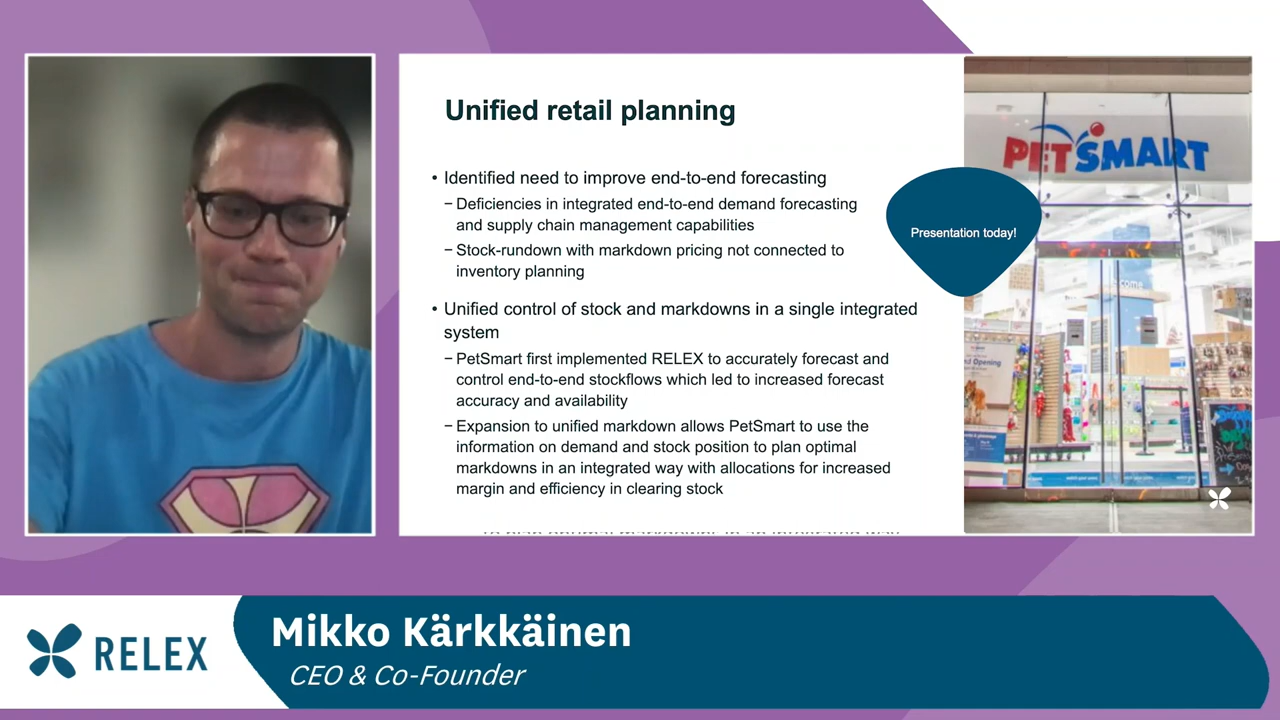 Unified retail planning
• Identified need to improve end-to-end forecasting
– Deficiencies in integrated end-to-end demand forecasting
and supply chain management capabilities
– Stock-rundown with markdown pricing not connected to
inventory planning
• Unified control of stock and markdowns in a single integrated
system
– PetSmart first implemented RELEX to accurately forecast and
control end-to-end stockflows which led to increased forecast
accuracy and availability
– Expansion to unified markdown allows PetSmart to use the
information on demand and stock position to plan optimal
markdowns in an integrated way with allocations for increased
margin and efficiency in clearing stock
Presentation today!
PETSMART
RELEX
Mikko Kärkkäinen
CEO & Co-Founder